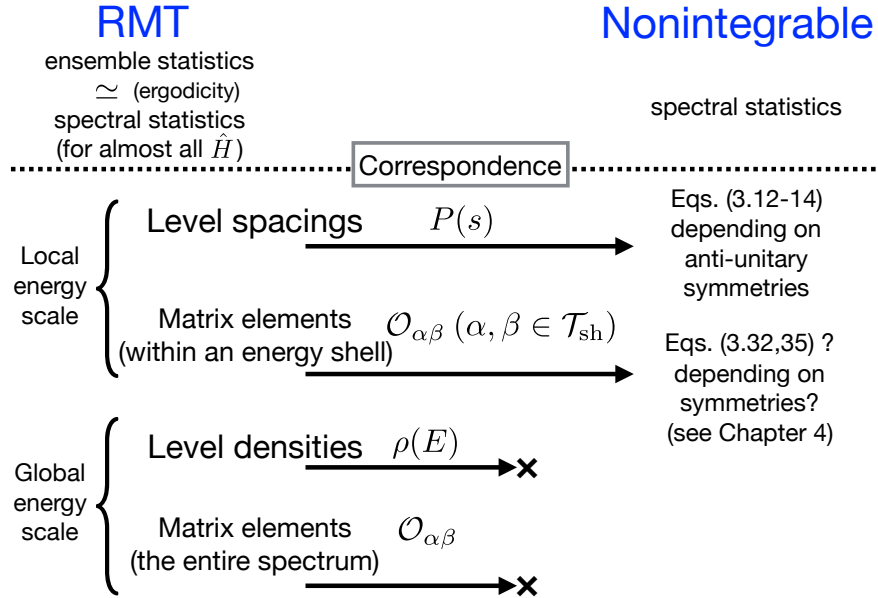 RMT
ensemble statistics
≃ (ergodicity)
spectral statistics
(for almost all Ĥ)
Nonintegrable
spectral statistics
Correspondence
Local
energy
scale
Level spacings P(s)
Eqs. (3.12-14)
depending on
anti-unitary
symmetries
Matrix elements
(within an energy shell)
𝒪αβ (α, β ∈ 𝒯sh)
Eqs. (3.32,35) ?
depending on
symmetries?
(see Chapter 4)
Global
energy
scale
Level densities ρ(E)
Matrix elements
(the entire spectrum)
𝒪αβ